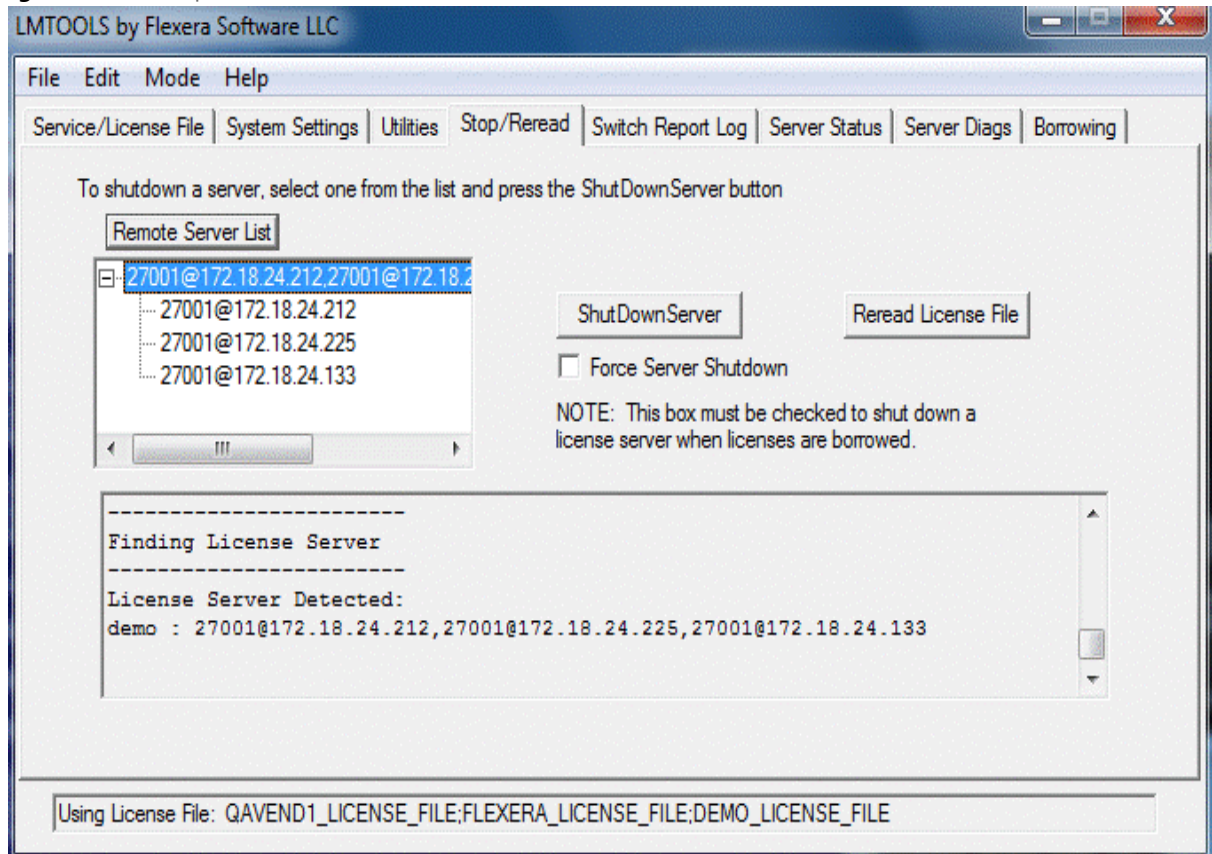 LMTOOLS by Flexera Software LLC
File Edit Mode Help
Service/License File System Settings Utilities Stop/Reread Switch Report Log Server Status Server Diags Borrowing
To shutdown a server, select one from the list and press the ShutDownServer button
Remote Server List
27001@172.18.24.212,27001@172.18.2
27001@172.18.24.212
27001@172.18.24.225
27001@172.18.24.133
ShutDownServer
Reread License File
Force Server Shutdown
NOTE: This box must be checked to shut down a
license server when licenses are borrowed.
------------------------
Finding License Server
------------------------
License Server Detected:
demo : 27001@172.18.24.212,27001@172.18.24.225,27001@172.18.24.133
Using License File: QAVEND1_LICENSE_FILE;FLEXERA_LICENSE_FILE;DEMO_LICENSE_FILE